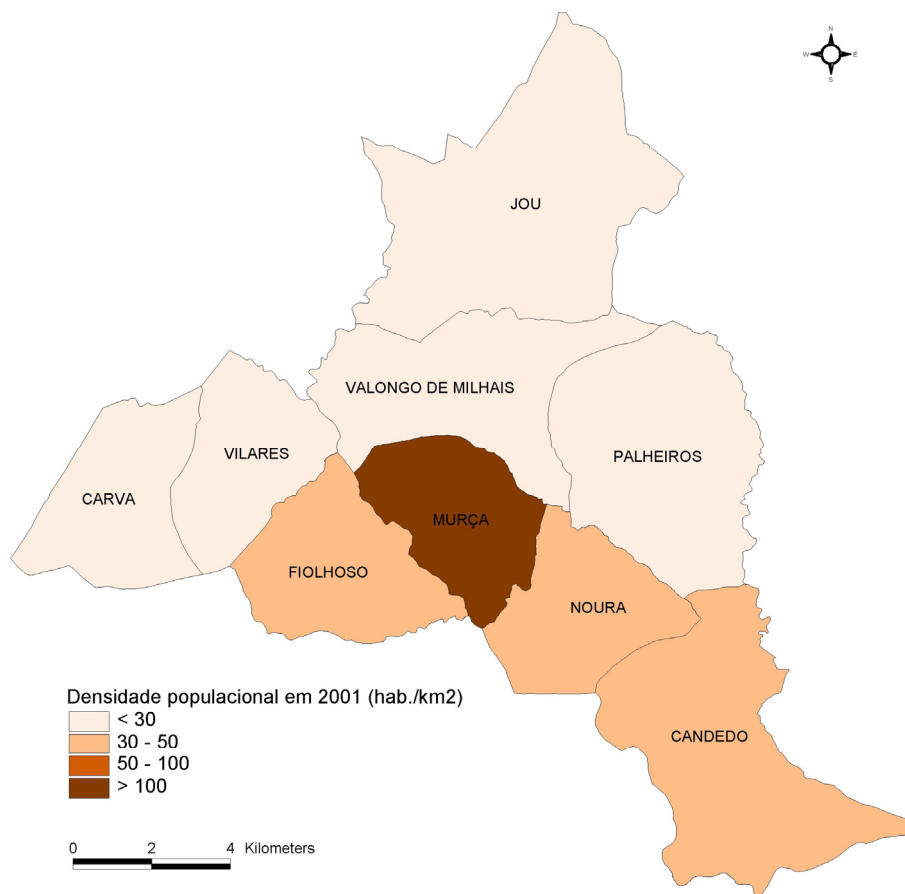 N
W E
S
JOU
VALONGO DE MILHAIS
VILARES
PALHEIROS
CARVA
MURÇA
FIOLHOSO
NOURA
CANDEDO
Densidade populacional em 2001 (hab./km2)
< 30
30 - 50
50 - 100
> 100
0 2 4 Kilometers